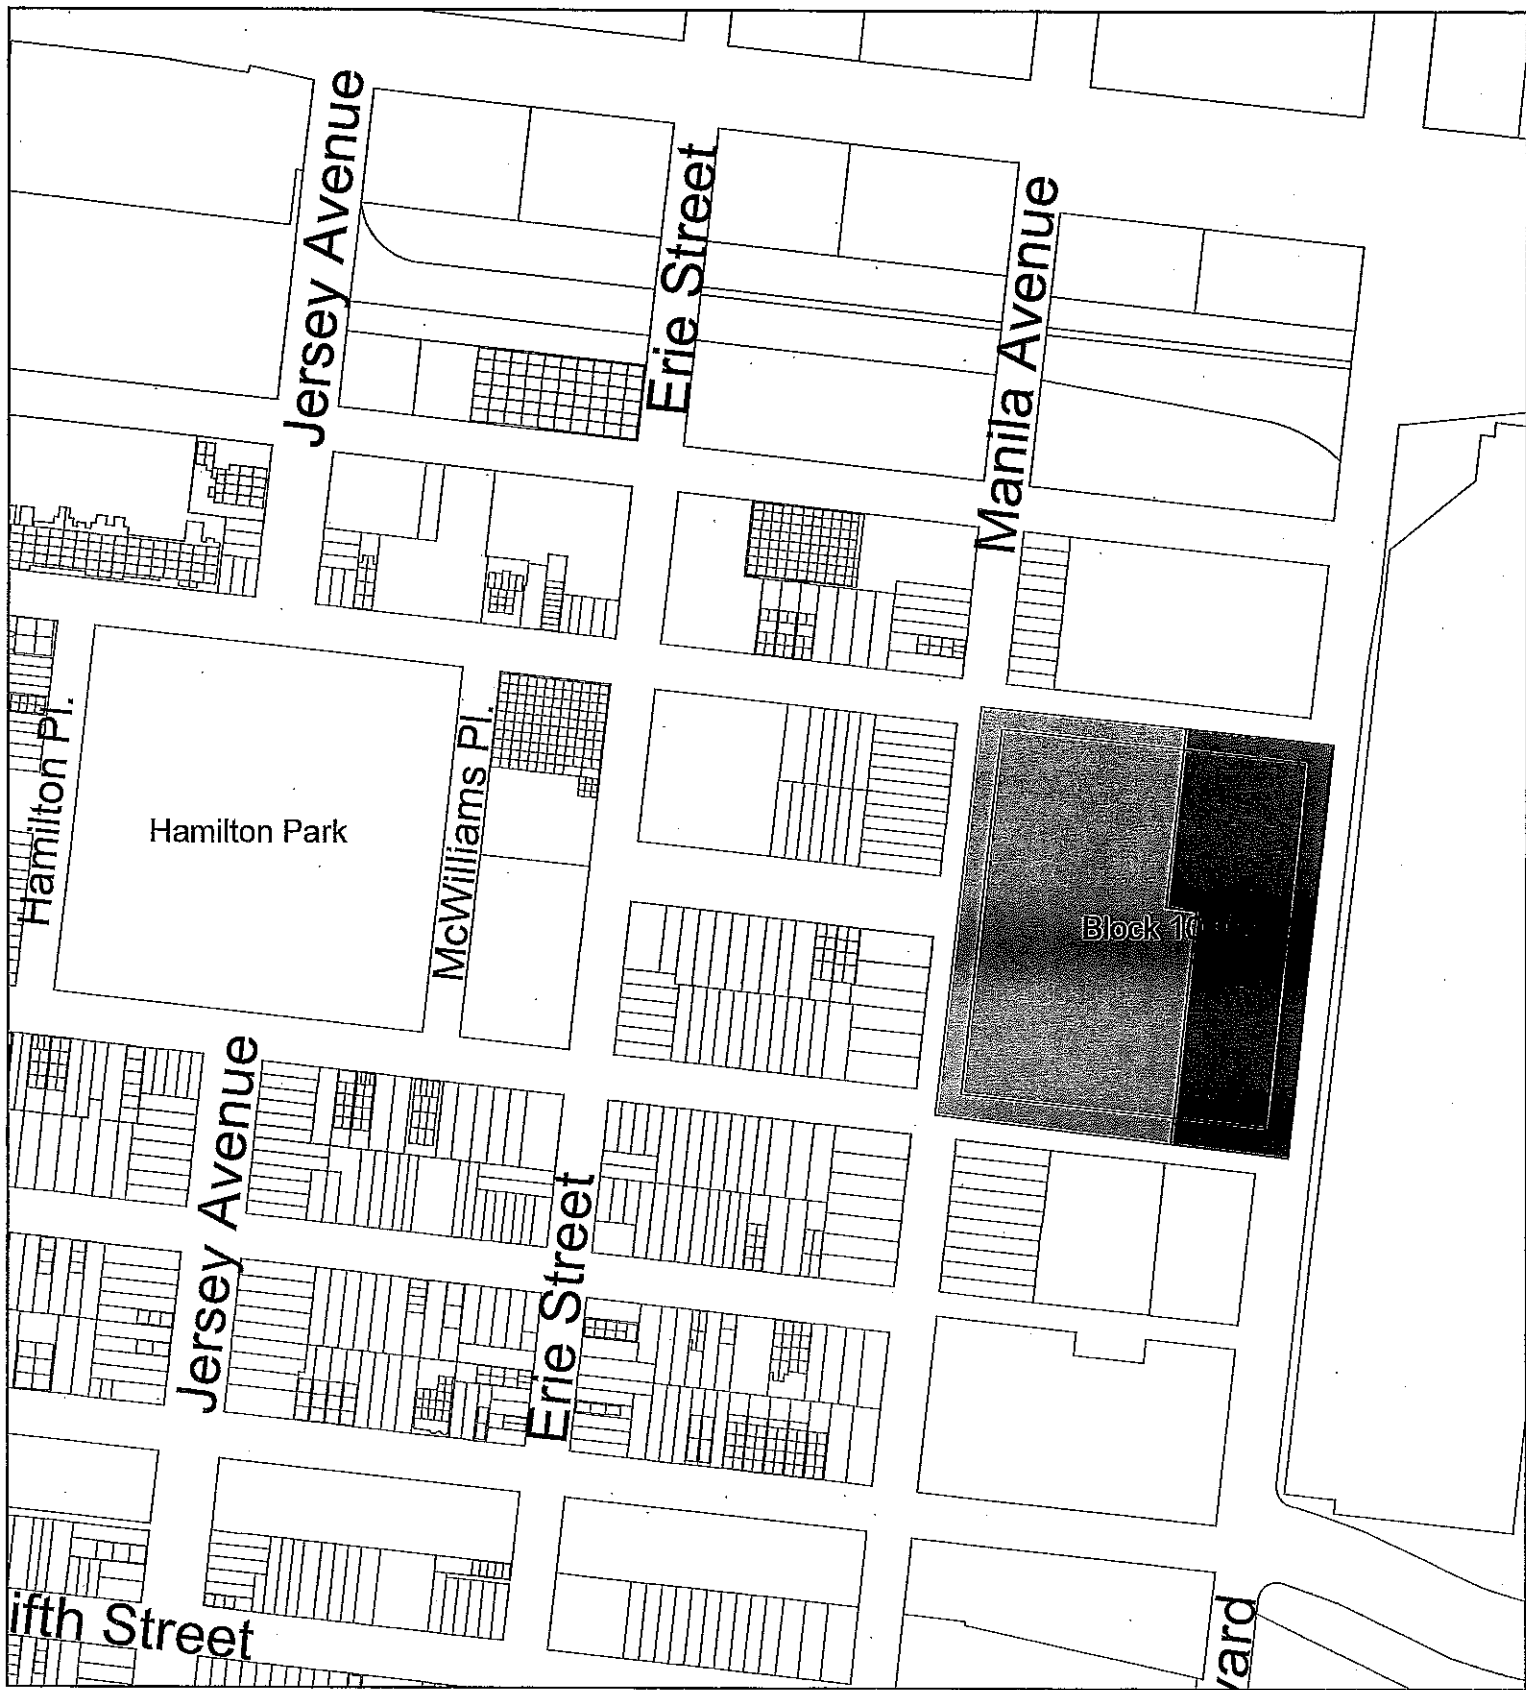 Jersey Avenue
Erie Street
Manila Avenue
Hamilton Pl.
Hamilton Park
McWilliams Pl.
Block 10
Jersey Avenue
Erie Street
ifth Street
vard